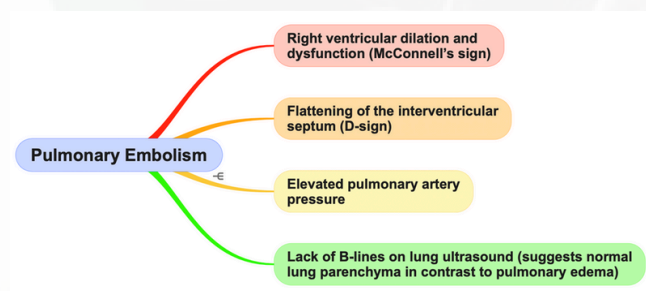 Right ventricular dilation and
dysfunction (McConnell's sign)
Flattening of the interventricular
septum (D-sign)
Pulmonary Embolism
Elevated pulmonary artery
pressure
Lack of B-lines on lung ultrasound (suggests normal
lung parenchyma in contrast to pulmonary edema)